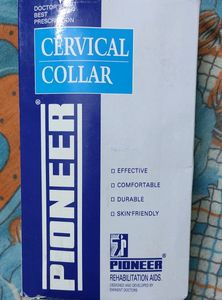 DOCTOR'S
BEST
PRESCRIPTION
CERVICAL
COLLAR
PIONEER®
EFFECTIVE
COMFORTABLE
DURABLE
SKIN FRIENDLY
PIONEER
REHABILITATION AIDS.
DESIGNED AND DEVELOPED BY
EMINENT DOCTORS